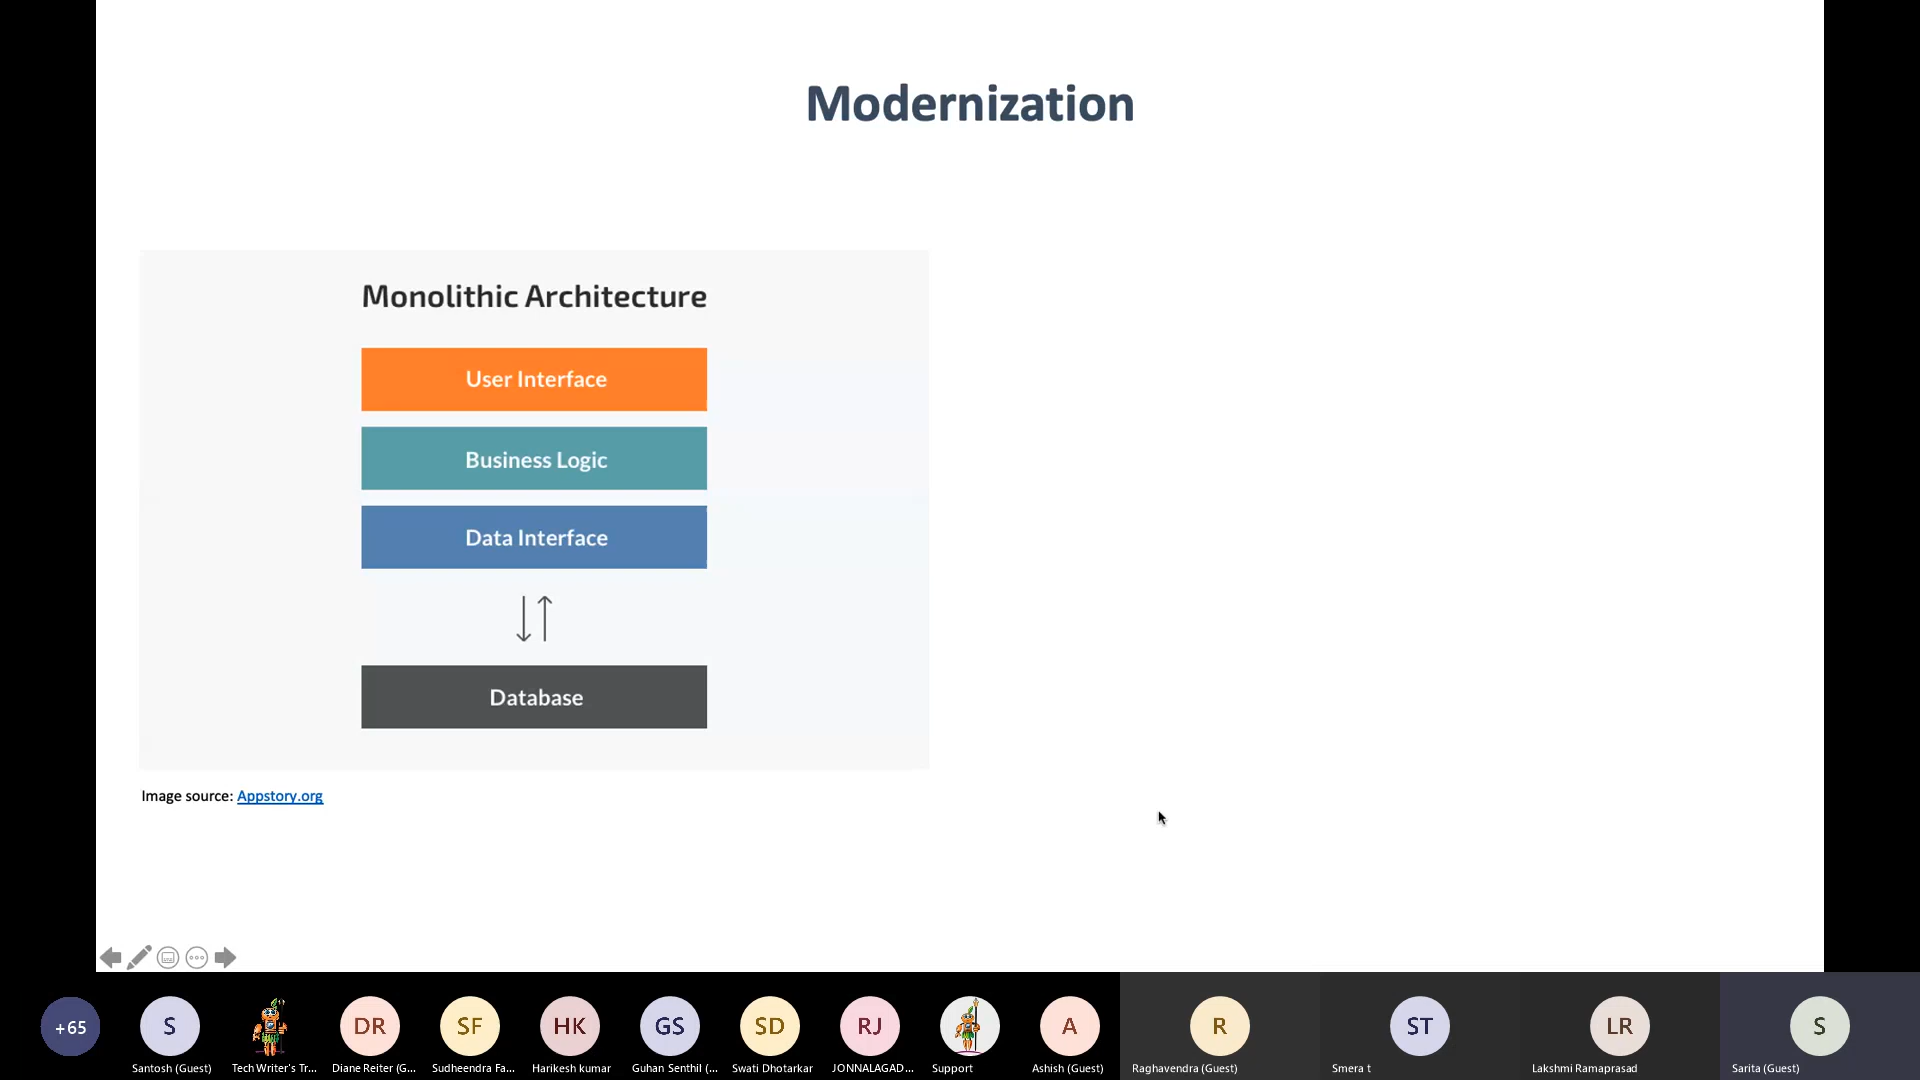 Modernization
Monolithic Architecture
User Interface
Business Logic
Data Interface
Database
Image source: Appstory.org
+65
S
DR
SF
HK
GS
SD
RJ
A
R
ST
LR
S
Santosh (Guest)
Tech Writer's Tr...
Diane Reiter (G...
Sudheendra Fa...
Harikesh kumar
Guhan Senthil (...
Swati Dhotarkar
JONNALAGAD...
Support
Ashish (Guest)
Raghavendra (Guest)
Smera t
Lakshmi Ramaprasad
Sarita (Guest)